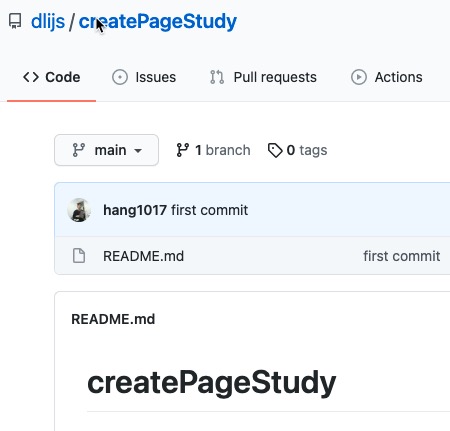 dlijs / createPageStudy
Code Issues Pull requests Actions
main 1 branch 0 tags
hang1017 first commit
README.md first commit
README.md
createPageStudy